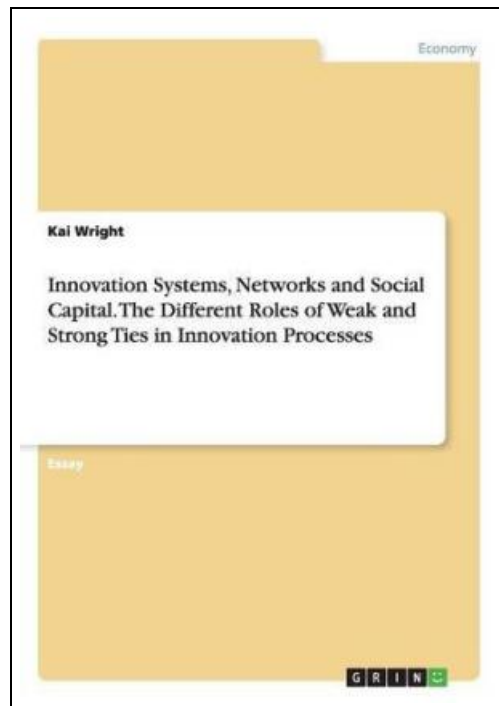 Economy
Kai Wright
Innovation Systems, Networks and Social
Capital. The Different Roles of Weak and
Strong Ties in Innovation Processes
Essay
GRIN